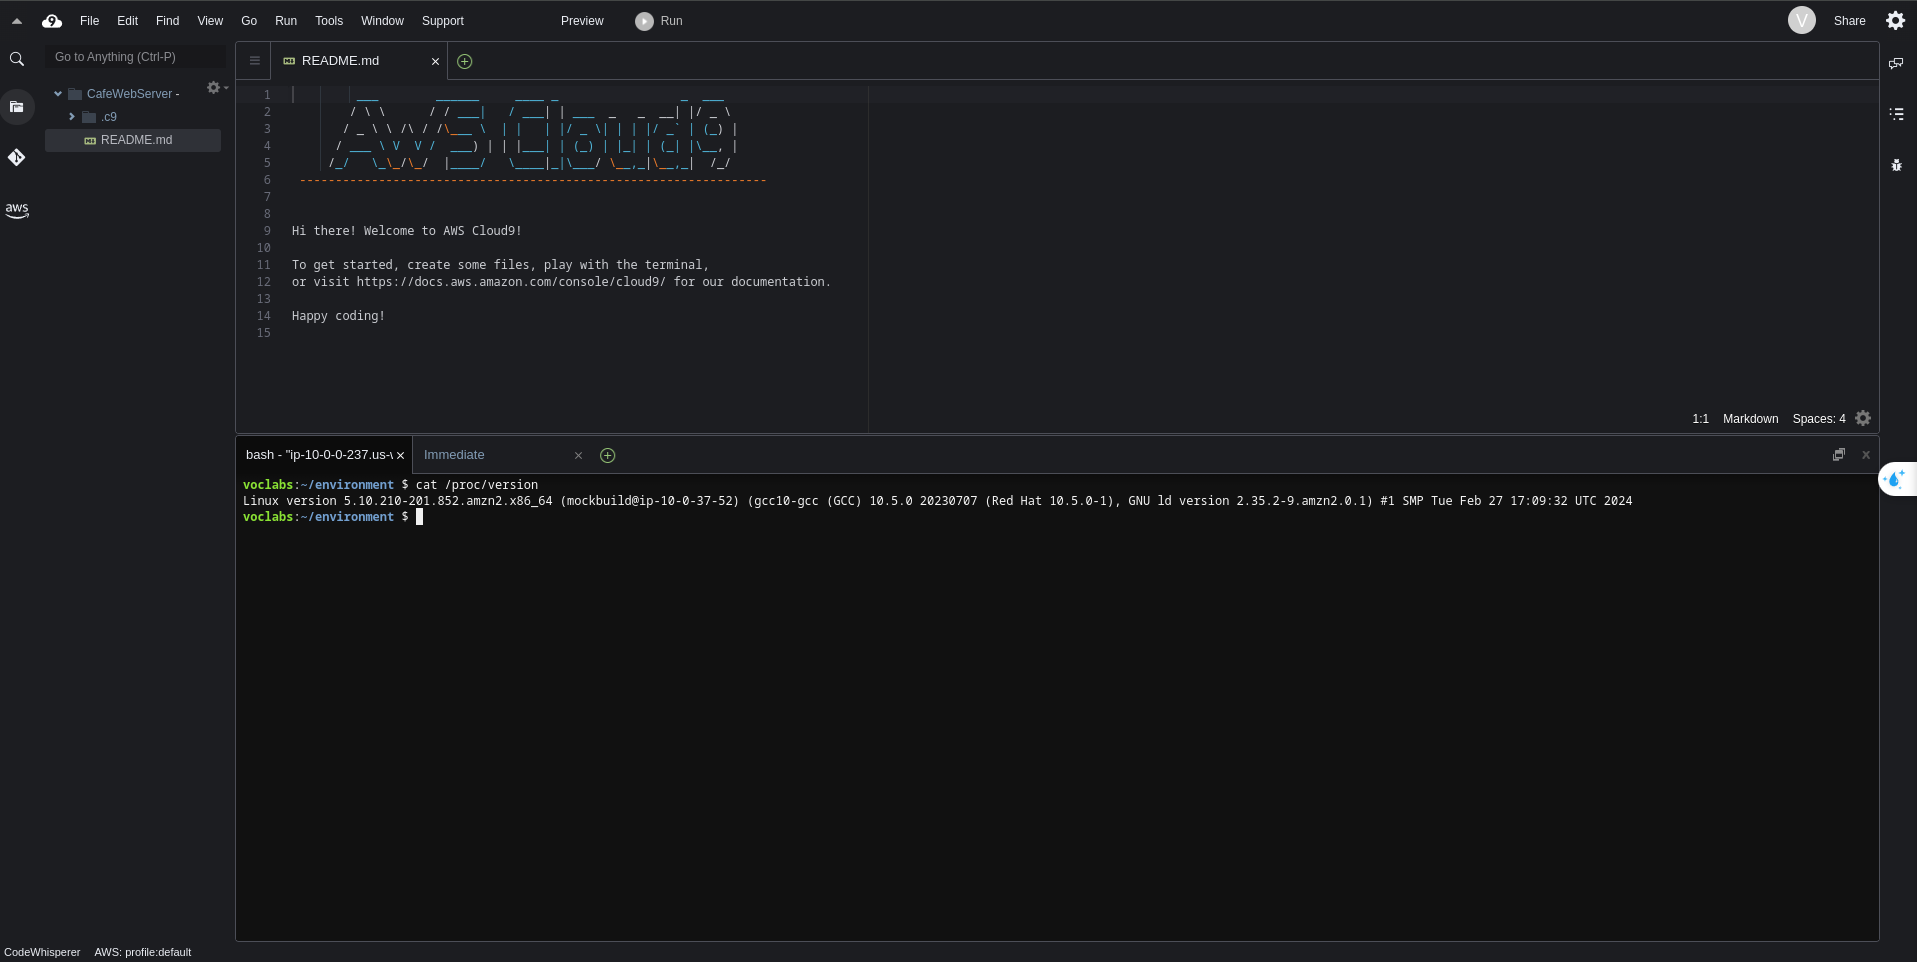 File Edit Find View Go Run Tools Window Support Preview Run V Share
Go to Anything (Ctrl-P)
README.md
CafeWebServer -
.c9
README.md
aws
1
2
3
4
5
6
7
8
9 Hi there! Welcome to AWS Cloud9!
10
11 To get started, create some files, play with the terminal,
12 or visit https://docs.aws.amazon.com/console/cloud9/ for our documentation.
13
14 Happy coding!
15
1:1 Markdown Spaces: 4
bash - "ip-10-0-0-237.us-w Immediate
voclabs:~/environment $ cat /proc/version
Linux version 5.10.210-201.852.amzn2.x86_64 (mockbuild@ip-10-0-37-52) (gcc10-gcc (GCC) 10.5.0 20230707 (Red Hat 10.5.0-1), GNU ld version 2.35.2-9.amzn2.0.1) #1 SMP Tue Feb 27 17:09:32 UTC 2024
voclabs:~/environment $
CodeWhisperer AWS: profile:default